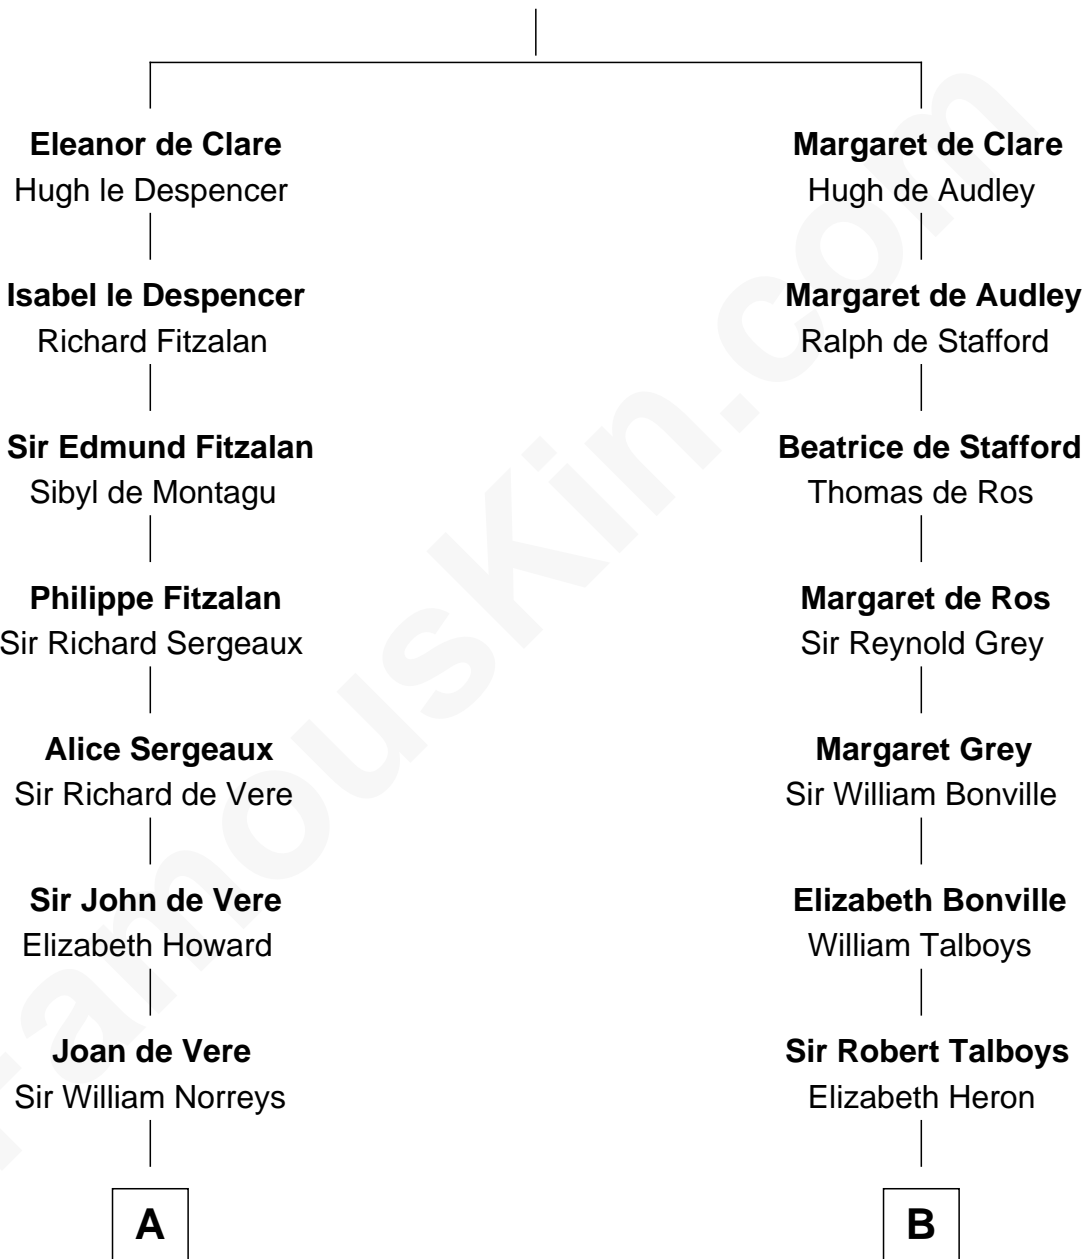 Eleanor de Clare
Hugh le Despencer
Isabel le Despencer
Richard Fitzalan
Sir Edmund Fitzalan
Sibyl de Montagu
Philippe Fitzalan
Sir Richard Sergeaux
Alice Sergeaux
Sir Richard de Vere
Sir John de Vere
Elizabeth Howard
Joan de Vere
Sir William Norreys
A
Margaret de Clare
Hugh de Audley
Margaret de Audley
Ralph de Stafford
Beatrice de Stafford
Thomas de Ros
Margaret de Ros
Sir Reynold Grey
Margaret Grey
Sir William Bonville
Elizabeth Bonville
William Talboys
Sir Robert Talboys
Elizabeth Heron
B
FamousKin.com